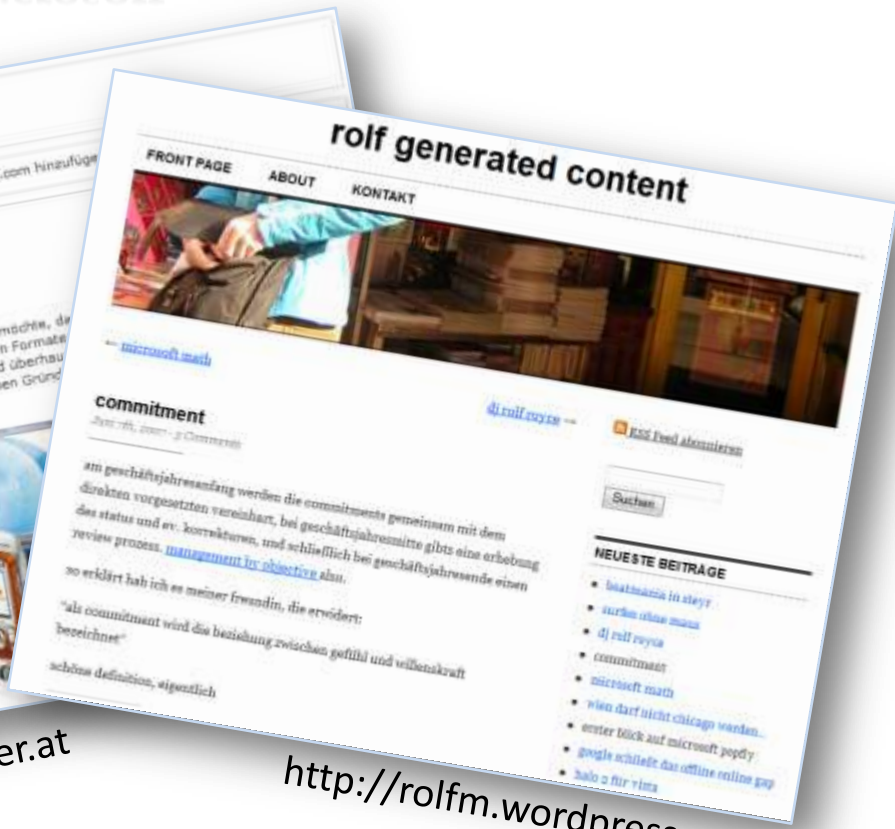 .com hinzufüge
möchte, da
n Formate
d überhau
en Gründ
er.at
rolf generated content
FRONT PAGE ABOUT KONTAKT
← microsoft math
dj rolf royce →
commitment
3 Comments
am geschäftsjahresanfang werden die commitments gemeinsam mit dem
direkten vorgesetzten vereinbart, bei geschäftsjahresmitte gibts eine erhebung
des status und ev. korrekturen, und schließlich bei geschäftsjahresende einen
review prozess. management by objective also.
so erklärt hab ich es meiner freundin, die erwidert:
"als commitment wird die beziehung zwischen gefühl und willenskraft
bezeichnet"
schöne definition, eigentlich
RSS Feed abonnieren
Suchen
NEUESTE BEITRÄGE
beatmania in steyr
surfen ohne maus
dj rolf royce
commitment
microsoft math
wien darf nicht chicago werden..
erster blick auf microsoft popfly
google schließt das offline online gap
halo 2 für vista
http://rolfm.wordpress